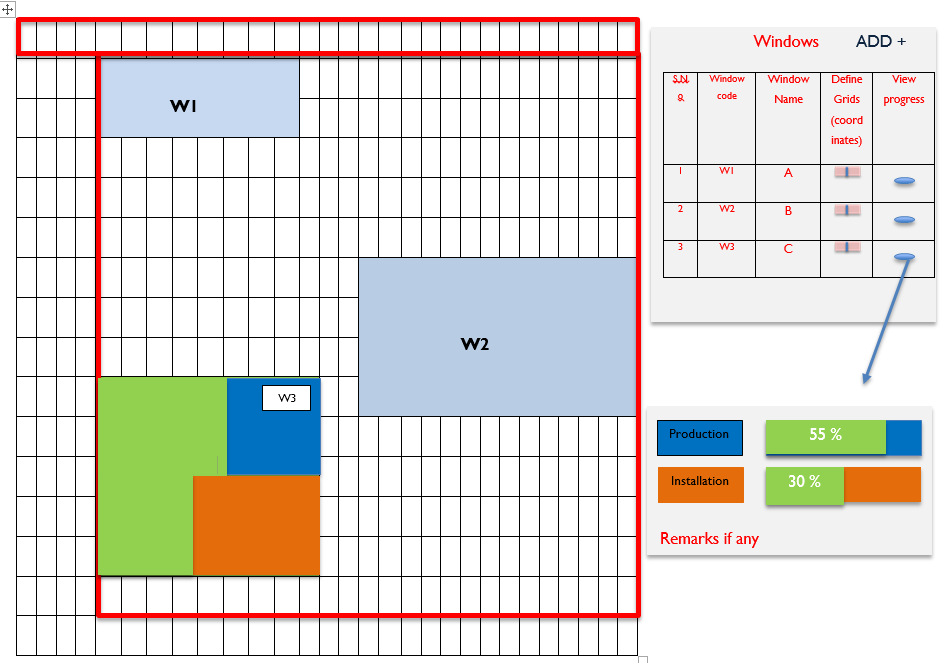 Windows ADD +
S.N
o.
Window
code
Window
Name
Define
Grids
(coord
inates)
View
progress
1 W1 A
2 W2 B
3 W3 C
W1
W2
W3
Production 55 %
Installation 30 %
Remarks if any